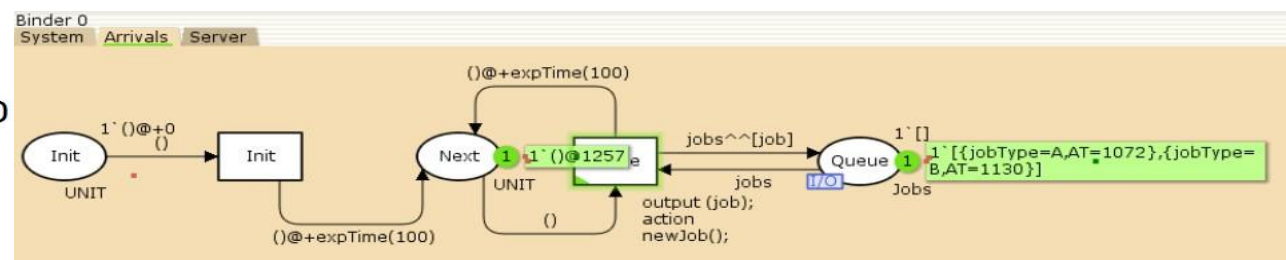 Binder 0
System Arrivals Server
()@+expTime(100)
1`()@+0
()
Init
UNIT
Init
()@+expTime(100)
Next
1
1`()@1257
UNIT
e
()
jobs^^[job]
jobs
output (job);
action
newJob();
1`[]
Queue
1
I/O
Jobs
1`[{jobType=A,AT=1072},{jobType=
B,AT=1130}]